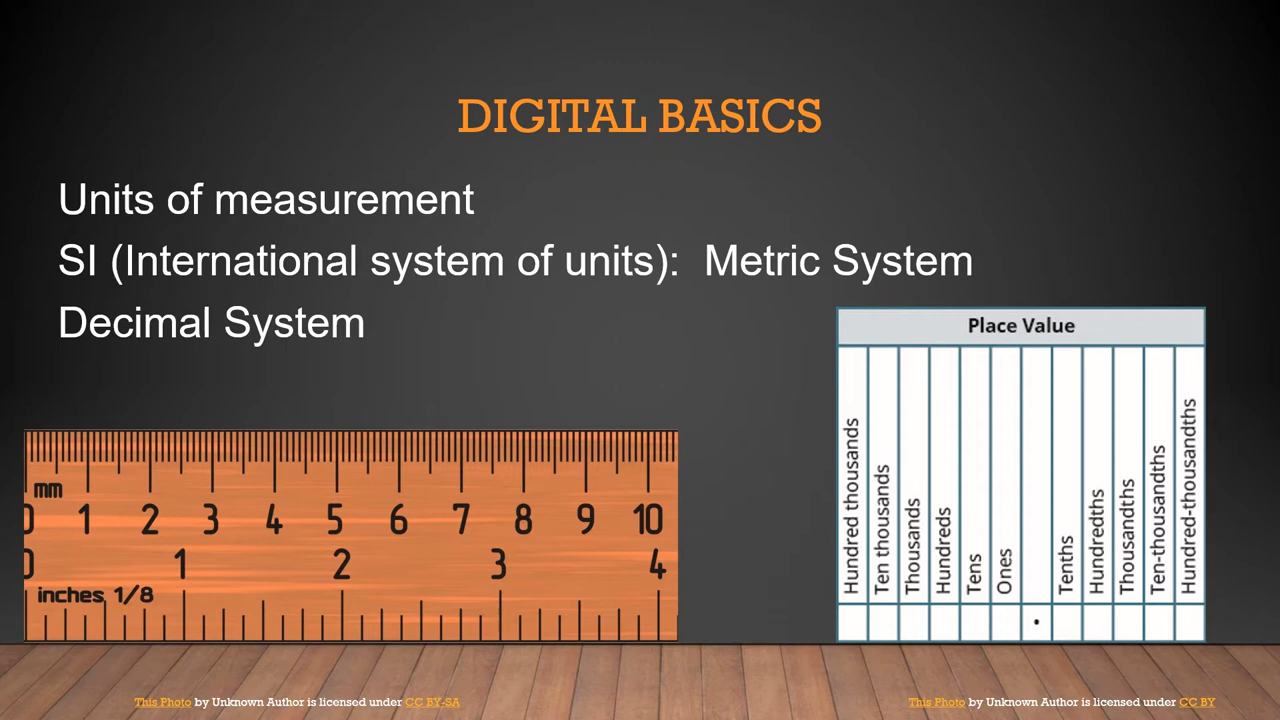 DIGITAL BASICS
Units of measurement
SI (International system of units):  Metric System
Decimal System
Place Value
Hundred thousands
Ten thousands
Thousands
Hundreds
Tens
Ones
.
Tenths
Hundredths
Thousandths
Ten-thousandths
Hundred-thousandths
mm
0 1 2 3 4 5 6 7 8 9 10
0 1 2 3 4
inches 1/8
This Photo by Unknown Author is licensed under CC BY-SA
This Photo by Unknown Author is licensed under CC BY